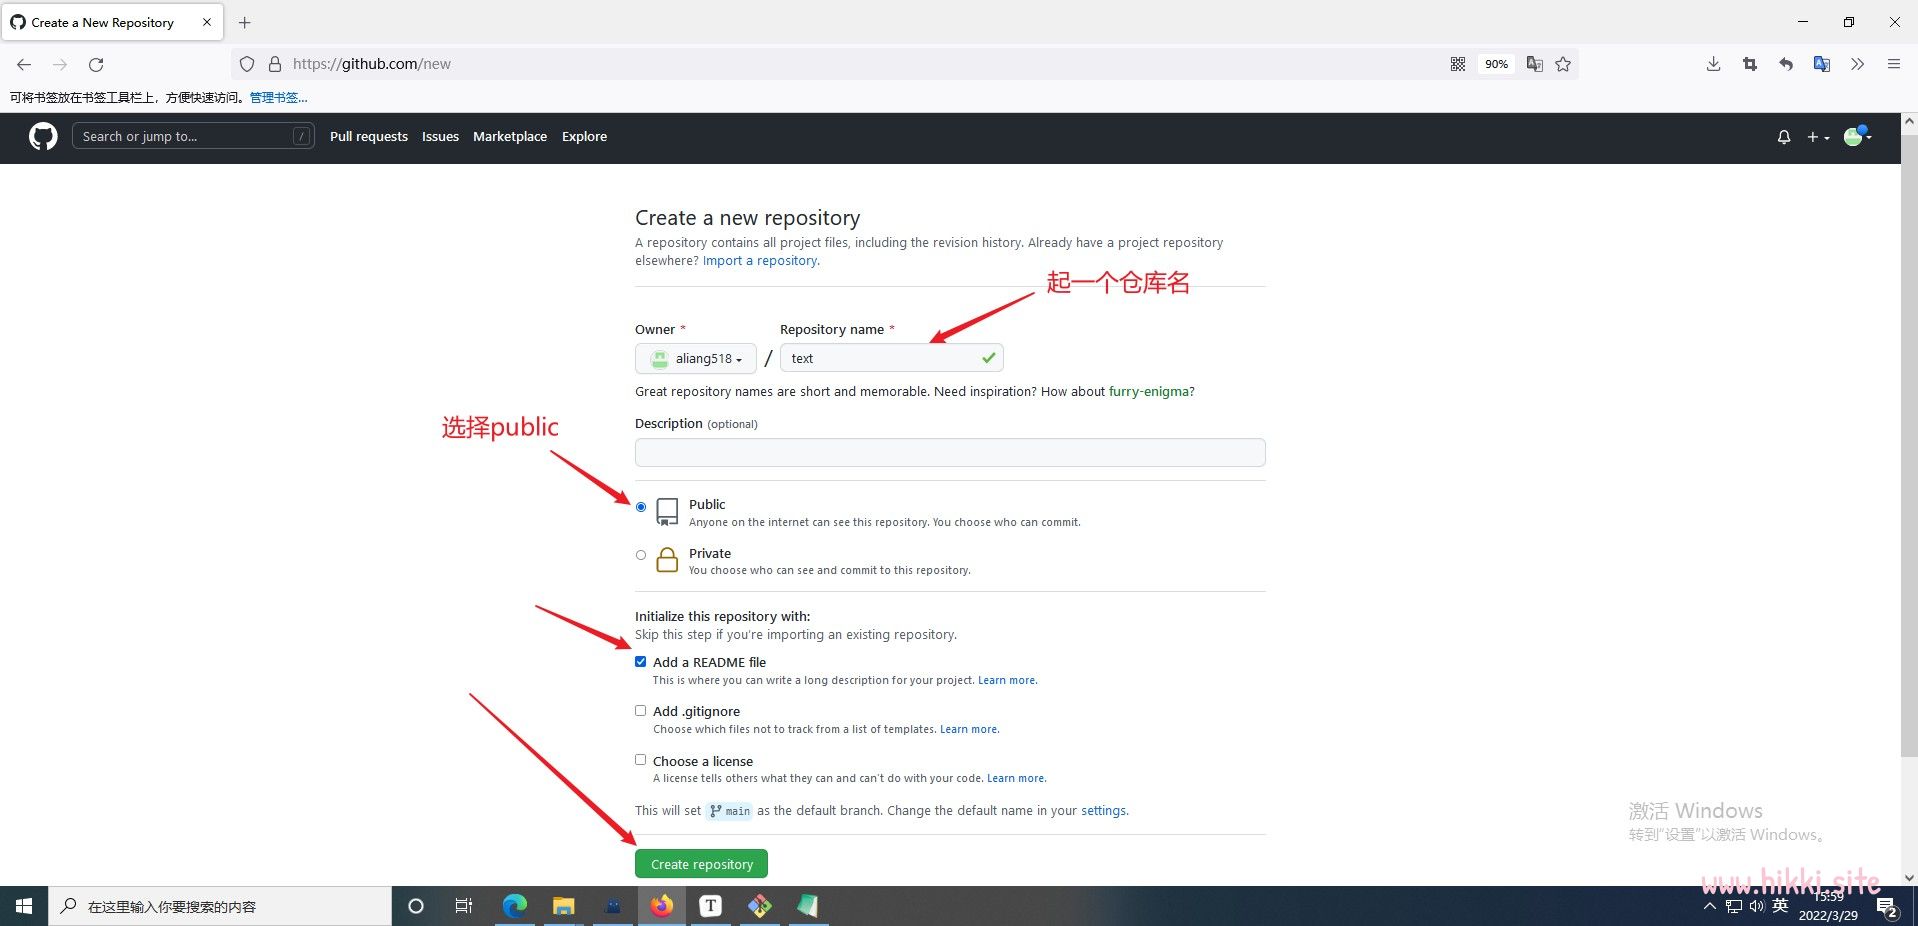 Create a New Repository
https://github.com/new
90%
可将书签放在书签工具栏上，方便快速访问。管理书签...
Search or jump to...
/
Pull requests
Issues
Marketplace
Explore
Create a new repository
A repository contains all project files, including the revision history. Already have a project repository
elsewhere? Import a repository.
起一个仓库名
Owner *
Repository name *
aliang518
/
text
Great repository names are short and memorable. Need inspiration? How about furry-enigma?
选择public
Description (optional)
Public
Anyone on the internet can see this repository. You choose who can commit.
Private
You choose who can see and commit to this repository.
Initialize this repository with:
Skip this step if you're importing an existing repository.
Add a README file
This is where you can write a long description for your project. Learn more.
Add .gitignore
Choose which files not to track from a list of templates. Learn more.
Choose a license
A license tells others what they can and can't do with your code. Learn more.
This will set main as the default branch. Change the default name in your settings.
激活 Windows
转到"设置"以激活 Windows。
Create repository
www.hikki.site
在这里输入你要搜索的内容
T
英
15:59
2022/3/29
2